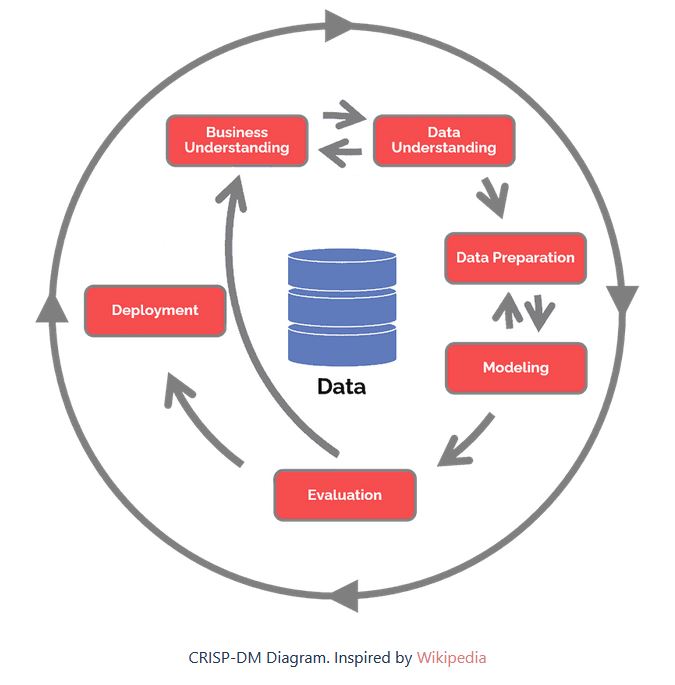 Business
Understanding
Data
Understanding
Data Preparation
Deployment
Modeling
Data
Evaluation
CRISP-DM Diagram. Inspired by Wikipedia